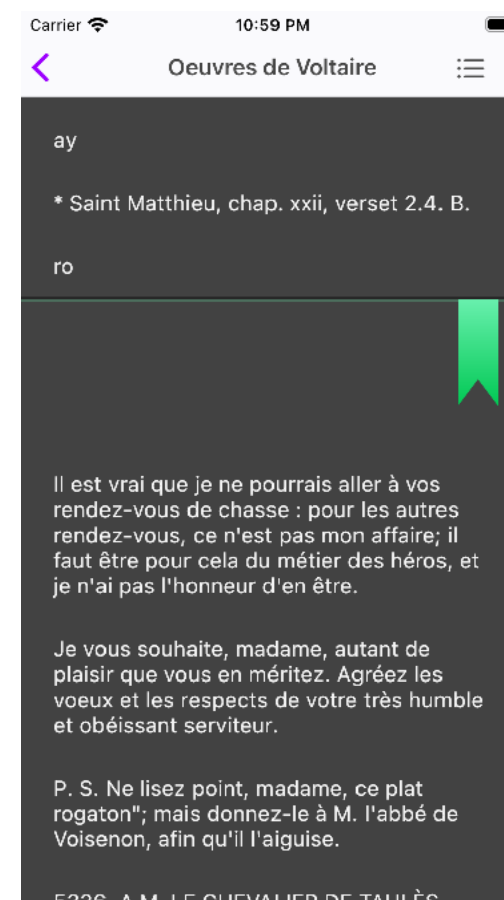 Carrier 10:59 PM
Oeuvres de Voltaire
ay
* Saint Matthieu, chap. xxii, verset 2.4. B.
ro
Il est vrai que je ne pourrais aller à vos
rendez-vous de chasse : pour les autres
rendez-vous, ce n'est pas mon affaire; il
faut être pour cela du métier des héros, et
je n'ai pas l'honneur d'en être.
Je vous souhaite, madame, autant de
plaisir que vous en méritez. Agréez les
voeux et les respects de votre très humble
et obéissant serviteur.
P. S. Ne lisez point, madame, ce plat
rogaton"; mais donnez-le à M. l'abbé de
Voisenon, afin qu'il l'aiguise.
A M. LE CHEVALIER DE TAULÈS